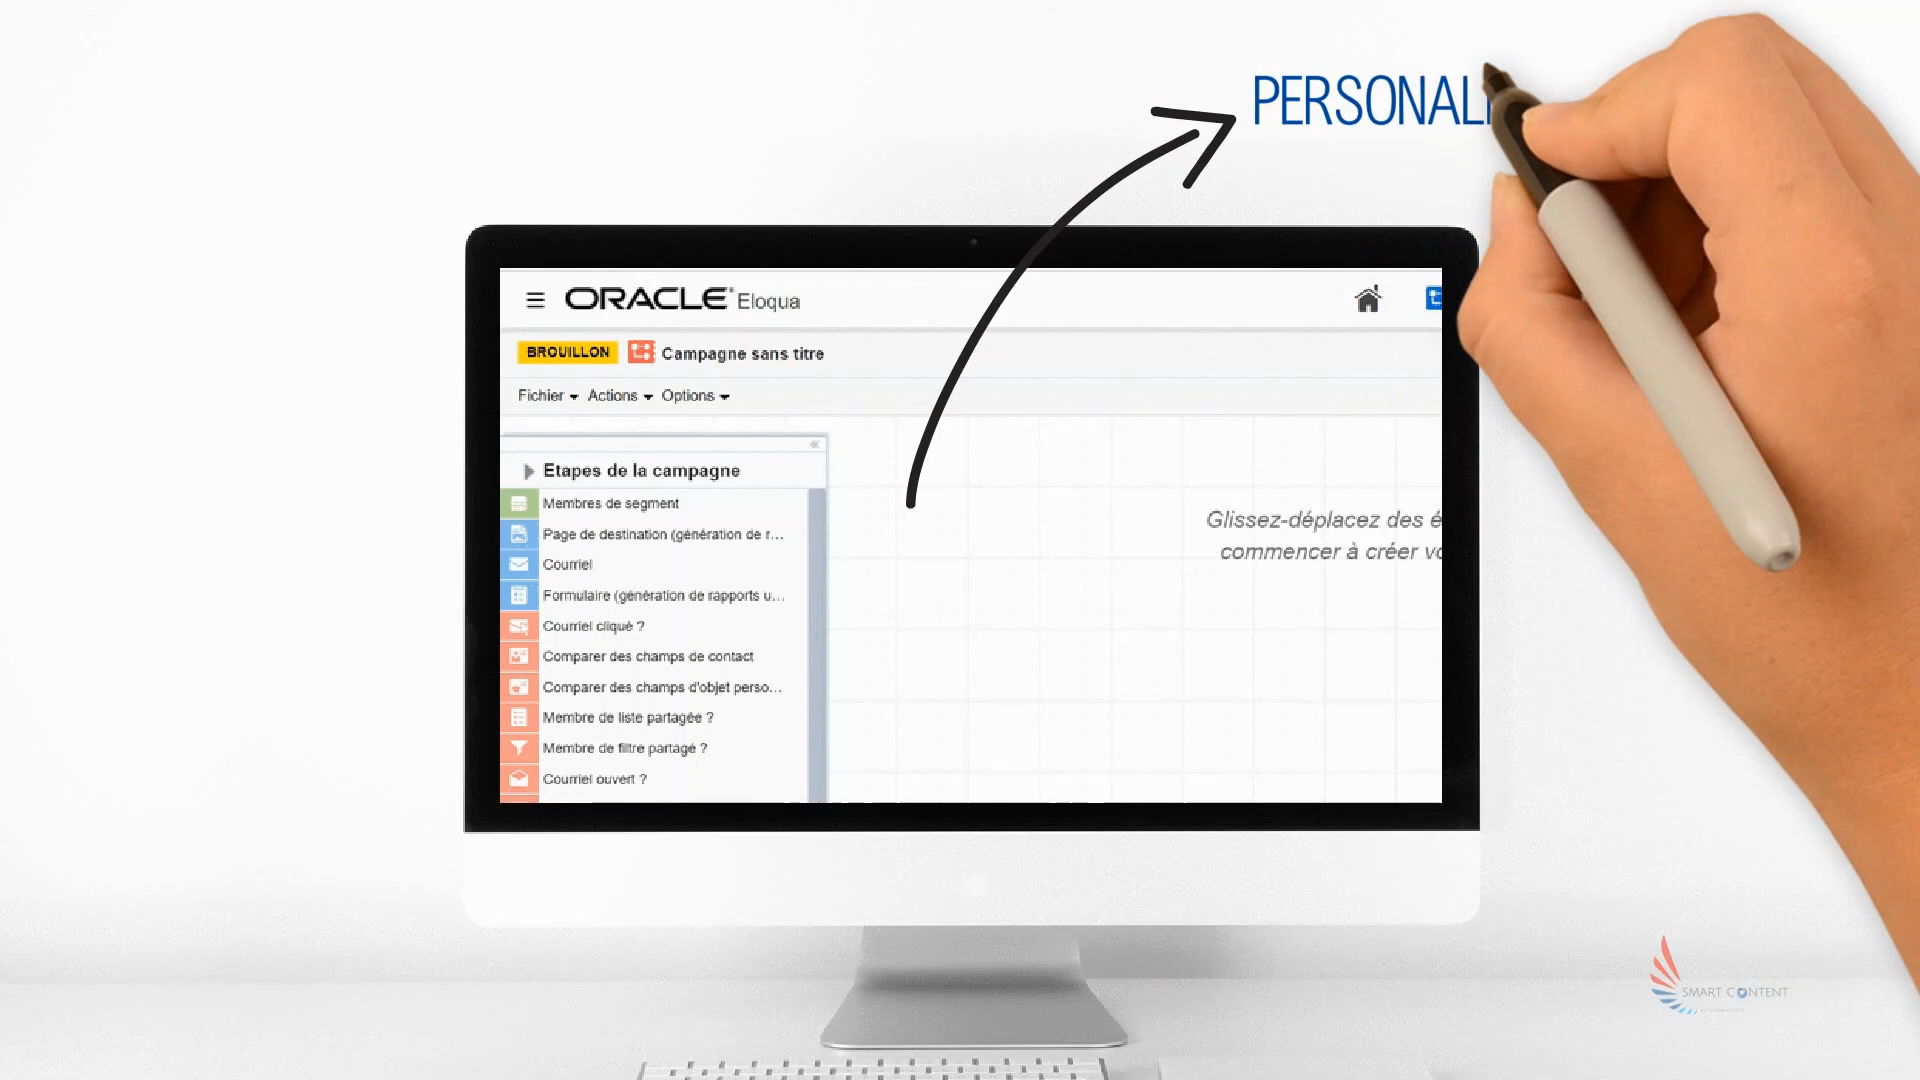 PERSONALI
ORACLE Eloqua
BROUILLON Campagne sans titre
Fichier Actions Options
Etapes de la campagne
Membres de segment
Page de destination (génération de r...
Courriel
Formulaire (génération de rapports u...
Courriel cliqué ?
Comparer des champs de contact
Comparer des champs d'objet perso...
Membre de liste partagée ?
Membre de filtre partagé ?
Courriel ouvert ?
Glissez-déplacez des é
commencer à créer vo
SMART CONTENT